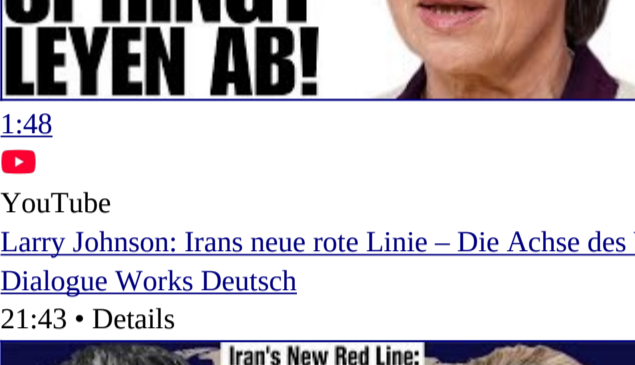 LEYEN AB!
1:48
YouTube
Larry Johnson: Irans neue rote Linie – Die Achse des
Dialogue Works Deutsch
21:43 • Details
Iran's New Red Line: